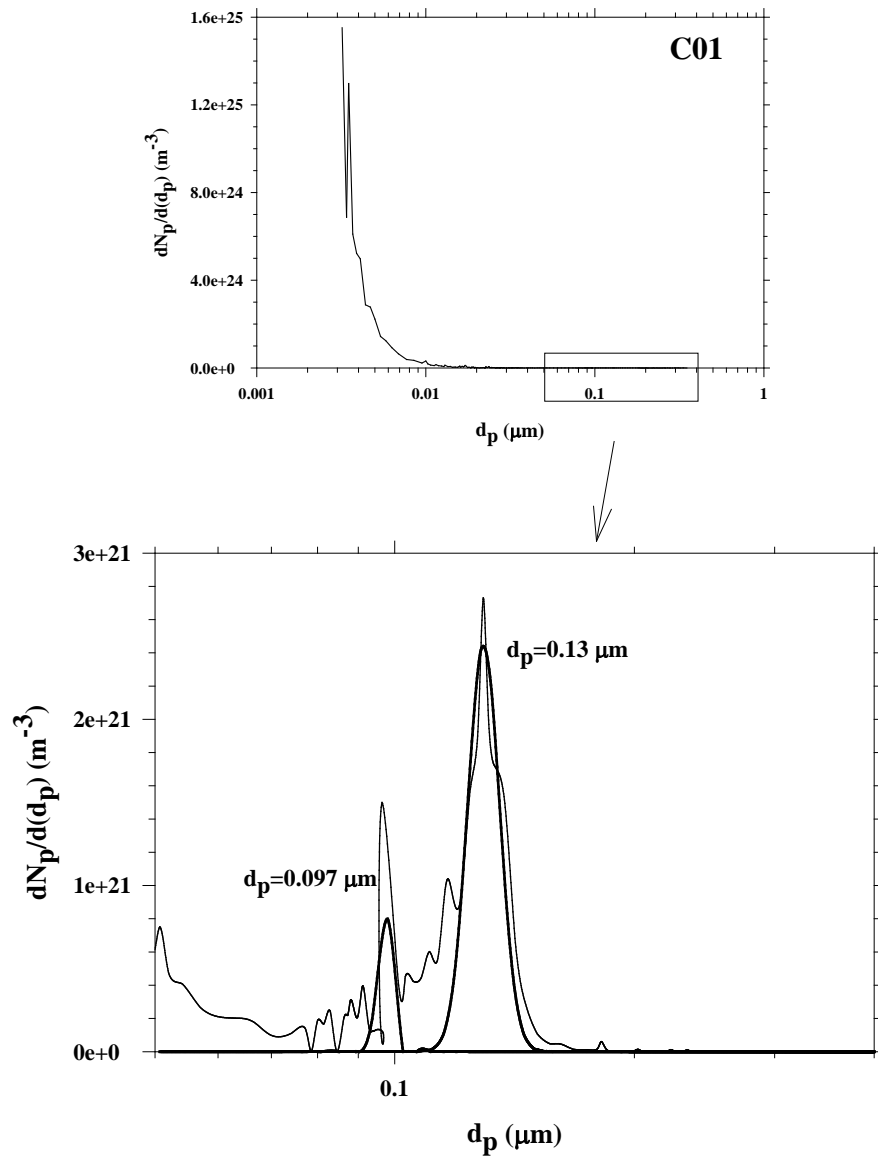 1.6e+25
C01
1.2e+25
8.0e+24
4.0e+24
0.0e+0
dNp/d(dp) (m-3)
0.001
0.01
0.1
1
dp (μm)
3e+21
dp=0.13 μm
2e+21
dp=0.097 μm
1e+21
0e+0
dNp/d(dp) (m-3)
0.1
dp (μm)